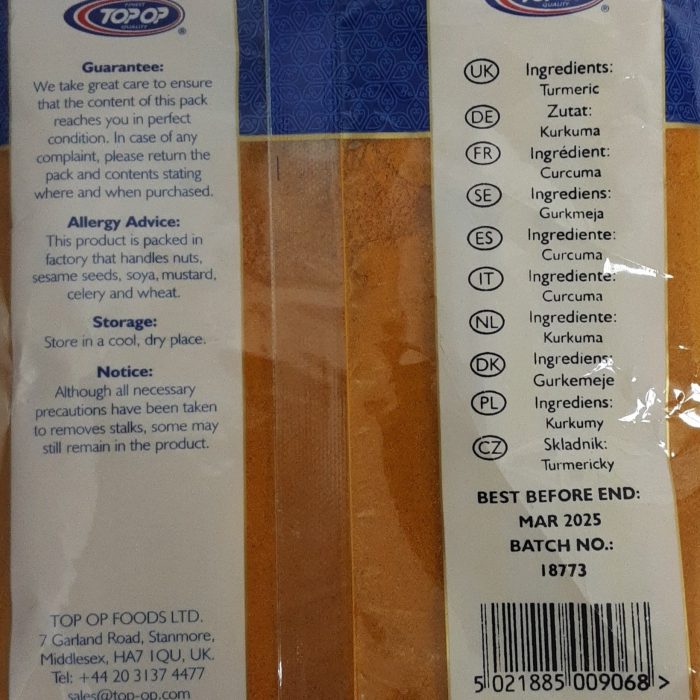 FINEST
TOP OP
QUALITY
®
Guarantee:
We take great care to ensure
that the content of this pack
reaches you in perfect
condition. In case of any
complaint, please return the
pack and contents stating
where and when purchased.
Allergy Advice:
This product is packed in
factory that handles nuts,
sesame seeds, soya, mustard,
celery and wheat.
Storage:
Store in a cool, dry place.
Notice:
Although all necessary
precautions have been taken
to removes stalks, some may
still remain in the product.
TOP OP FOODS LTD.
7 Garland Road, Stanmore,
Middlesex, HA7 1QU, UK.
Tel: +44 20 3137 4477
sales@top-op.com
TOP OP
QUALITY
®
UK Ingredients:
Turmeric
DE Zutat:
Kurkuma
FR Ingrédient:
Curcuma
SE Ingrediens:
Gurkmeja
ES Ingrediente:
Curcuma
IT Ingrediente:
Curcuma
NL Ingrediente:
Kurkuma
DK Ingrediens:
Gurkemeje
PL Ingrediens:
Kurkumy
CZ Skladnik:
Turmericky
BEST BEFORE END:
MAR 2025
BATCH NO.:
18773
5 021885 009068 >